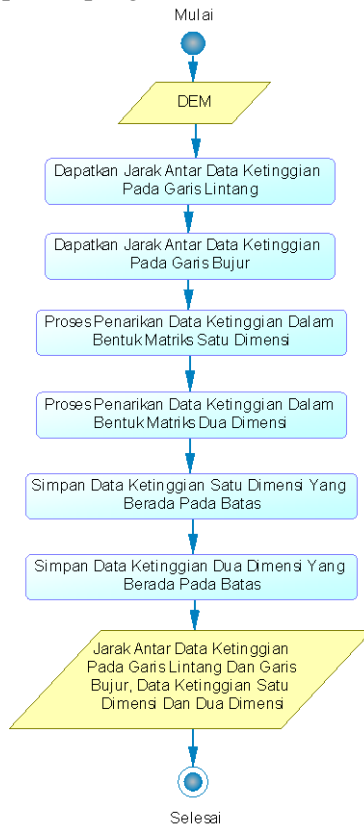 Mulai
DEM
Dapatkan Jarak Antar Data Ketinggian
Pada Garis Lintang
Dapatkan Jarak Antar Data Ketinggian
Pada Garis Bujur
Proses Penarikan Data Ketinggian Dalam
Bentuk Matriks Satu Dimensi
Proses Penarikan Data Ketinggian Dalam
Bentuk Matriks Dua Dimensi
Simpan Data Ketinggian Satu Dimensi Yang
Berada Pada Batas
Simpan Data Ketinggian Dua Dimensi Yang
Berada Pada Batas
Jarak Antar Data Ketinggian
Pada Garis Lintang Dan Garis
Bujur, Data Ketinggian Satu
Dimensi Dan Dua Dimensi
Selesai